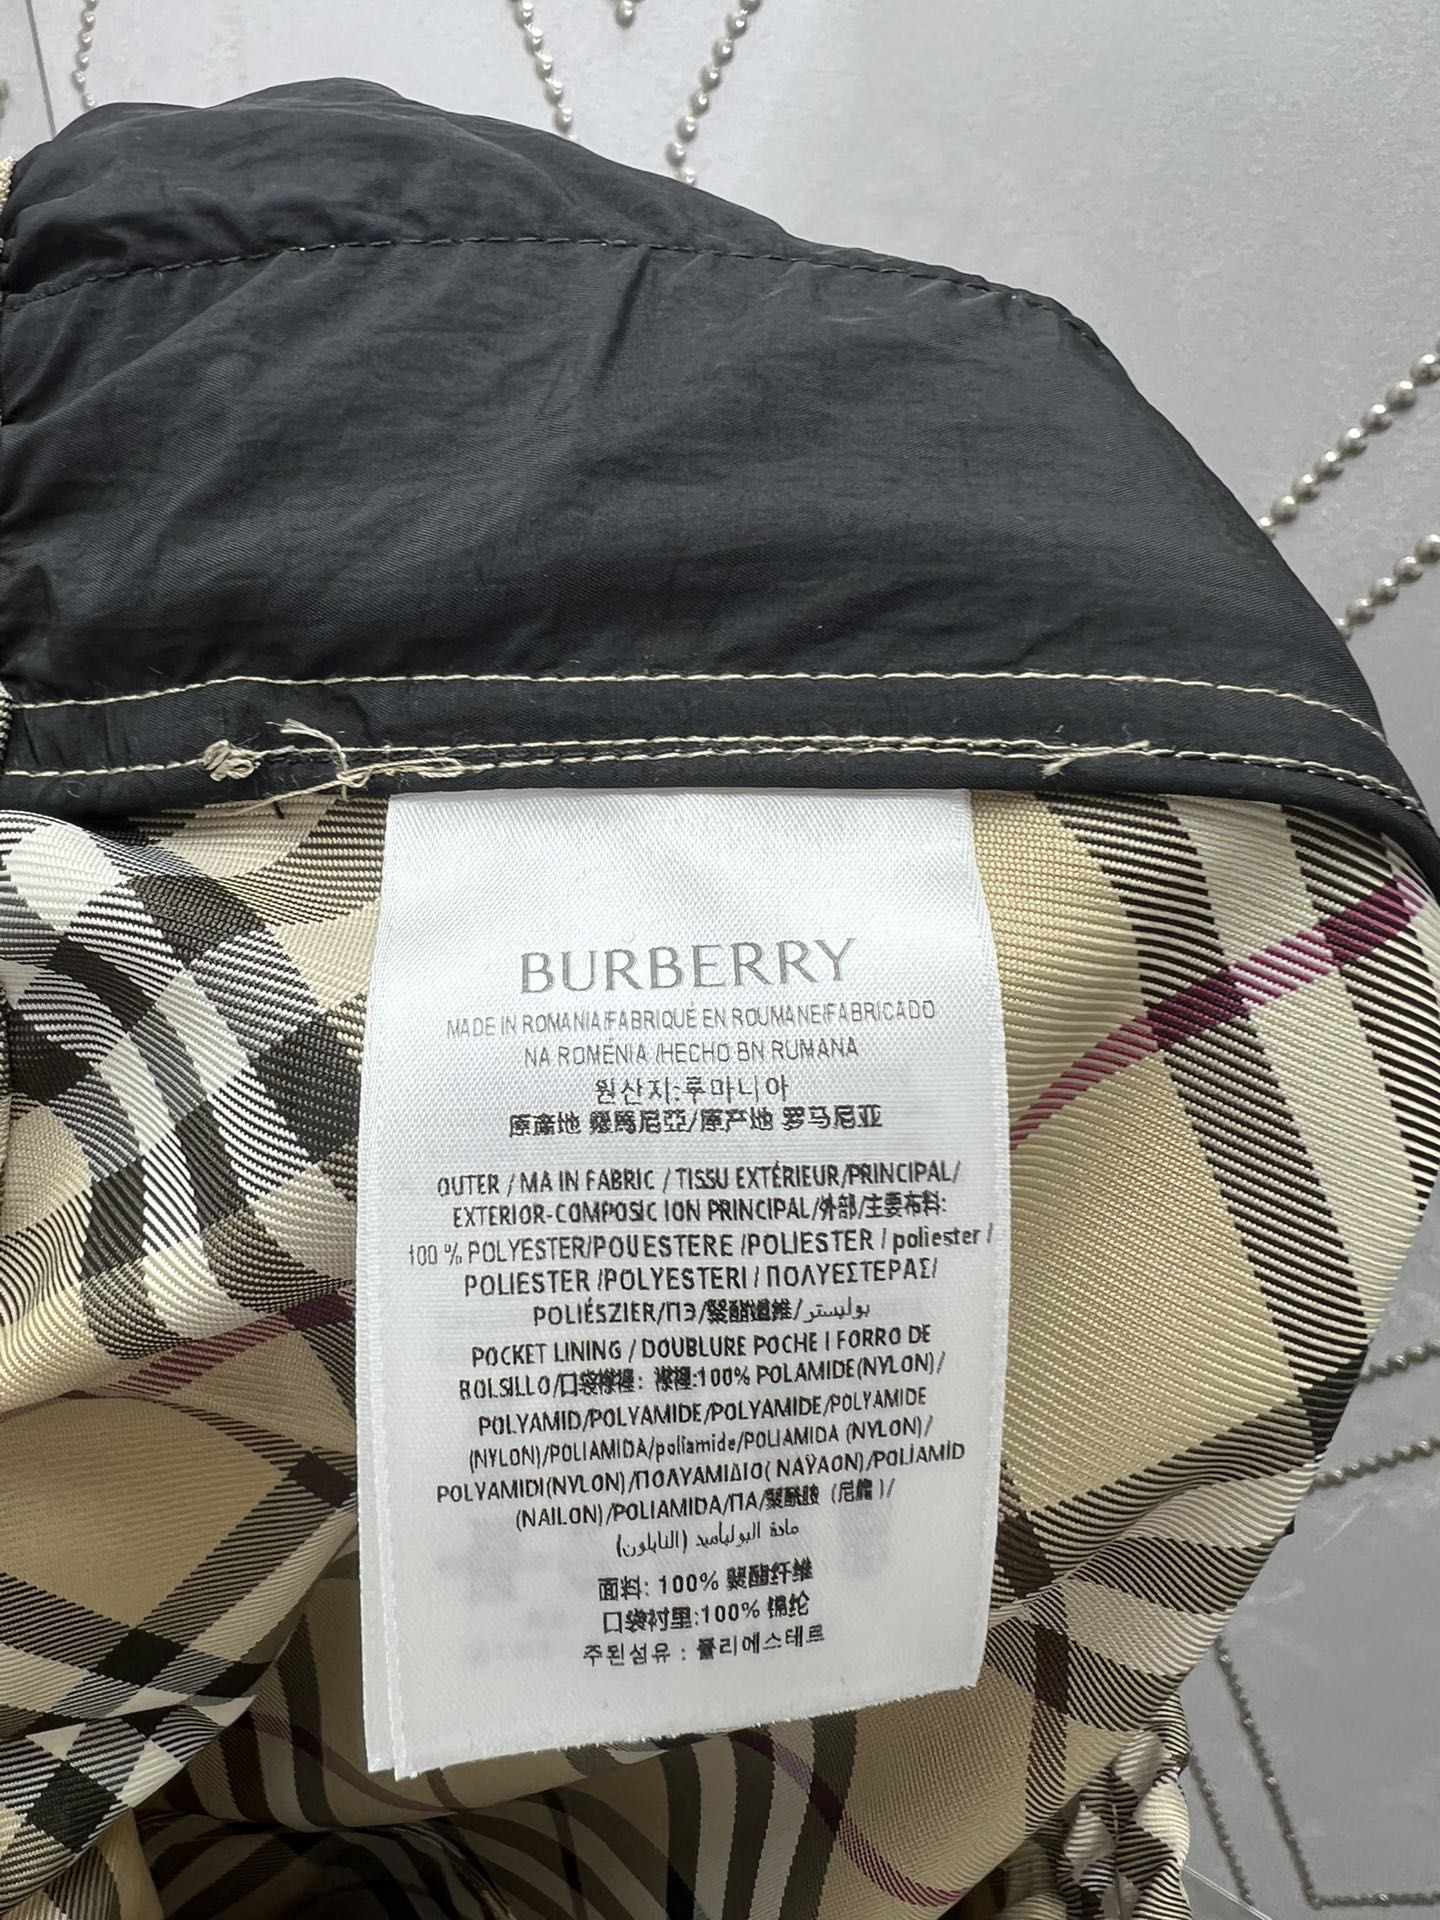 BURBERRY
MADE IN ROMANIA/FABRIQUÉ EN ROUMANE/FABRICADO
NA ROMÉNIA /HECHO BN RUMANA
원산지:루마니아
原產地 羅馬尼亞/原产地 罗马尼亚
OUTER / MA IN FABRIC / TISSU EXTÉRIEUR/PRINCIPAL/
EXTERIOR-COMPOSIC ION PRINCIPAL/外部/主要布料:
100 % POLYESTER/POUESTERE /POLIESTER / poliester /
POLIESTER /POLYESTERI / ΠΟΛΥΕΣΤΕΡΑΣ/
POLIÉSZIER/ПЭ/聚酯纖維/بوليستر
POCKET LINING / DOUBLURE POCHE I FORRO DE
BOLSILLO/口袋襯裡: 襯裡:100% POLAMIDE(NYLON)/
POLYAMID/POLYAMIDE/POLYAMIDE/POLYAMIDE
(NYLON)/POLIAMIDA/poliamide/POLIAMIDA (NYLON)/
POLYAMIDI(NYLON)/ΠΟΛΥΑΜΙΔΙΟ( ΝΑΫΛΟΝ)/POLİAMİD
(NAILON)/POLIAMIDA/ПА/聚酰胺 (尼龍 )/
مادة البولياميد (النايلون)
面料: 100% 聚酯纤维
口袋衬里:100% 锦纶
주된섬유 : 폴리에스테르